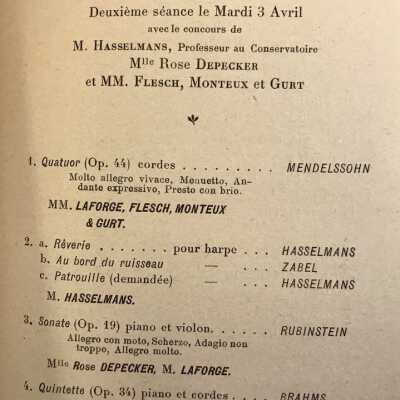 Deuxième séance le Mardi 3 Avril
avec le concours de
M. HASSELMANS, Professeur au Conservatoire
Mlle Rose DEPECKER
et MM. FLESCH, MONTEUX et GURT
1. Quatuor (Op. 44) cordes . . . . . . . . . MENDELSSOHN
Molto allegro vivace, Menuetto, An-
dante expressivo, Presto con brio.
MM. LAFORGE, FLESCH, MONTEUX
& GURT.
2. a. Rêverie . . . . . . . pour harpe . . . HASSELMANS
b. Au bord du ruisseau — . . . ZABEL
c. Patrouille (demandée) — . . . HASSELMANS
M. HASSELMANS.
3. Sonate (Op. 19) piano et violon. . . . . RUBINSTEIN
Allegro con moto, Scherzo, Adagio non
troppo, Allegro molto.
Mlle Rose DEPECKER, M. LAFORGE.
4. Quintette (Op. 34) piano et cordes . . . BRAHMS